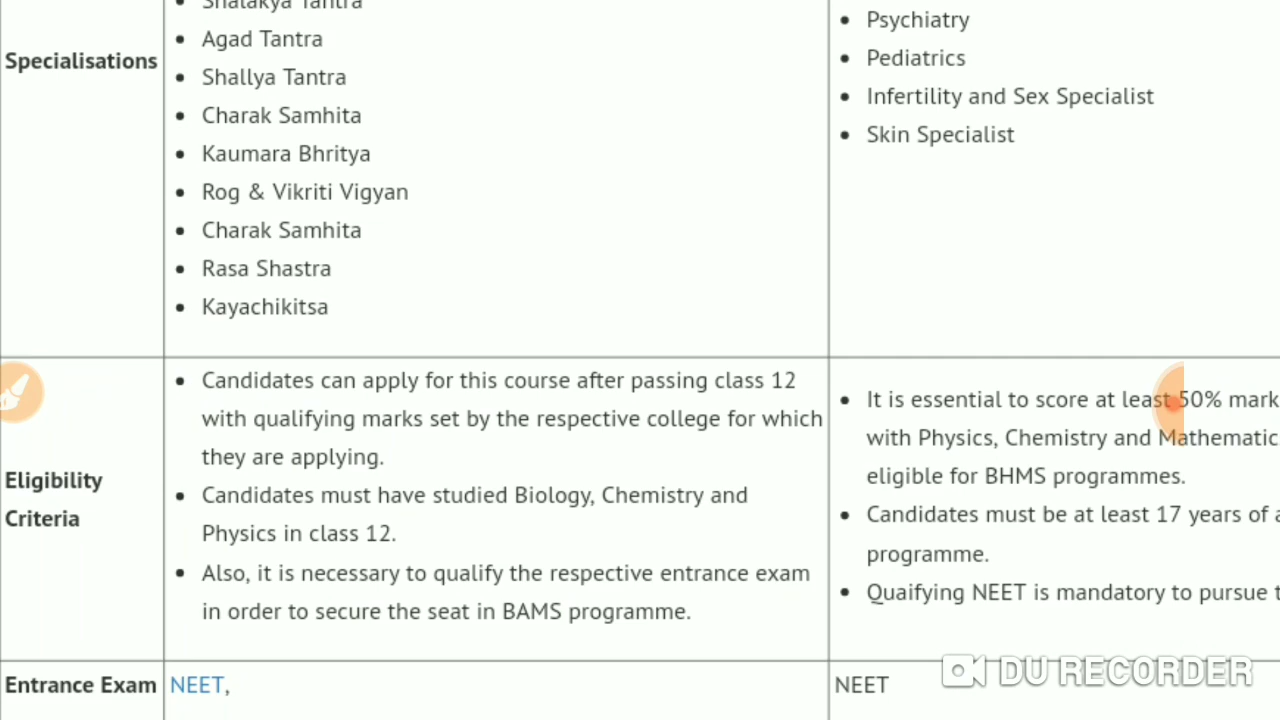 Shalakya Tantra
Agad Tantra
Shallya Tantra
Charak Samhita
Kaumara Bhritya
Rog & Vikriti Vigyan
Charak Samhita
Rasa Shastra
Kayachikitsa
Specialisations
Psychiatry
Pediatrics
Infertility and Sex Specialist
Skin Specialist
Eligibility
Criteria
Candidates can apply for this course after passing class 12
with qualifying marks set by the respective college for which
they are applying.
Candidates must have studied Biology, Chemistry and
Physics in class 12.
Also, it is necessary to qualify the respective entrance exam
in order to secure the seat in BAMS programme.
It is essential to score at least 50% mark
with Physics, Chemistry and Mathematic
eligible for BHMS programmes.
Candidates must be at least 17 years of a
programme.
Quaifying NEET is mandatory to pursue t
Entrance Exam
NEET,
NEET
DU RECORDER